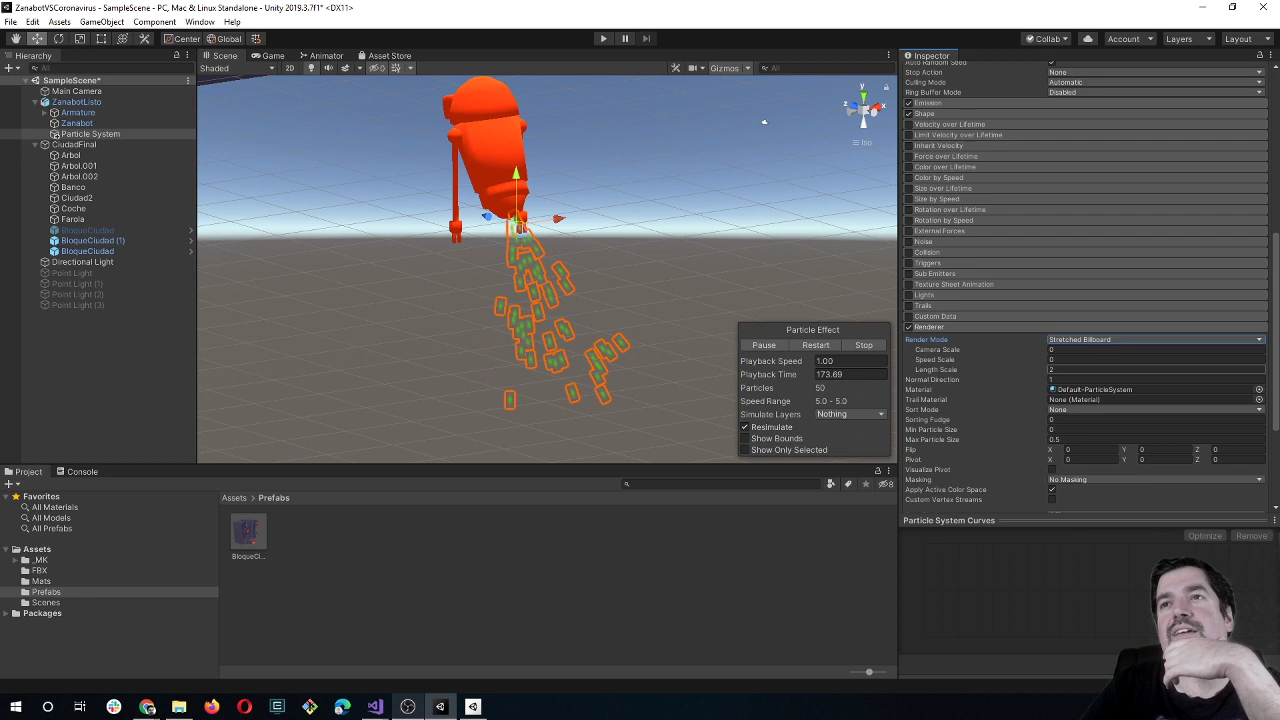 ZanabotVSCoronavirus - SampleScene - PC, Mac & Linux Standalone - Unity 2019.3.7f1* <DX11>
File Edit Assets GameObject Component Window Help
Center Global Collab Account Layers Layout
Hierarchy Scene Game Animator Asset Store Inspector
All
Shaded 2D 0 Gizmos All
SampleScene*
Main Camera
ZanabotListo
Armature
Zanabot
Particle System
CiudadFinal
Arbol
Arbol.001
Arbol.002
Banco
Ciudad2
Coche
Farola
BloqueCiudad
BloqueCiudad (1)
BloqueCiudad
Directional Light
Point Light
Point Light (1)
Point Light (2)
Point Light (3)
y
z x
Iso
Particle Effect
Pause Restart Stop
Playback Speed 1.00
Playback Time 173.69
Particles 50
Speed Range 5.0 - 5.0
Simulate Layers Nothing
Resimulate
Show Bounds
Show Only Selected
Auto Random Seed
Stop Action None
Culling Mode Automatic
Ring Buffer Mode Disabled
Emission
Shape
Velocity over Lifetime
Limit Velocity over Lifetime
Inherit Velocity
Force over Lifetime
Color over Lifetime
Color by Speed
Size over Lifetime
Size by Speed
Rotation over Lifetime
Rotation by Speed
External Forces
Noise
Collision
Triggers
Sub Emitters
Texture Sheet Animation
Lights
Trails
Custom Data
Renderer
Render Mode Stretched Billboard
Camera Scale 0
Speed Scale 0
Length Scale 2
Normal Direction 1
Material Default-ParticleSystem
Trail Material None (Material)
Sort Mode None
Sorting Fudge 0
Min Particle Size 0
Max Particle Size 0.5
Flip X 0 Y 0 Z 0
Pivot X 0 Y 0 Z 0
Visualize Pivot
Masking No Masking
Apply Active Color Space
Custom Vertex Streams
Particle System Curves
Optimize Remove
Project Console
8
Favorites
All Materials
All Models
All Prefabs
Assets
_MK
FBX
Mats
Prefabs
Scenes
Packages
Assets > Prefabs
BloqueCi...